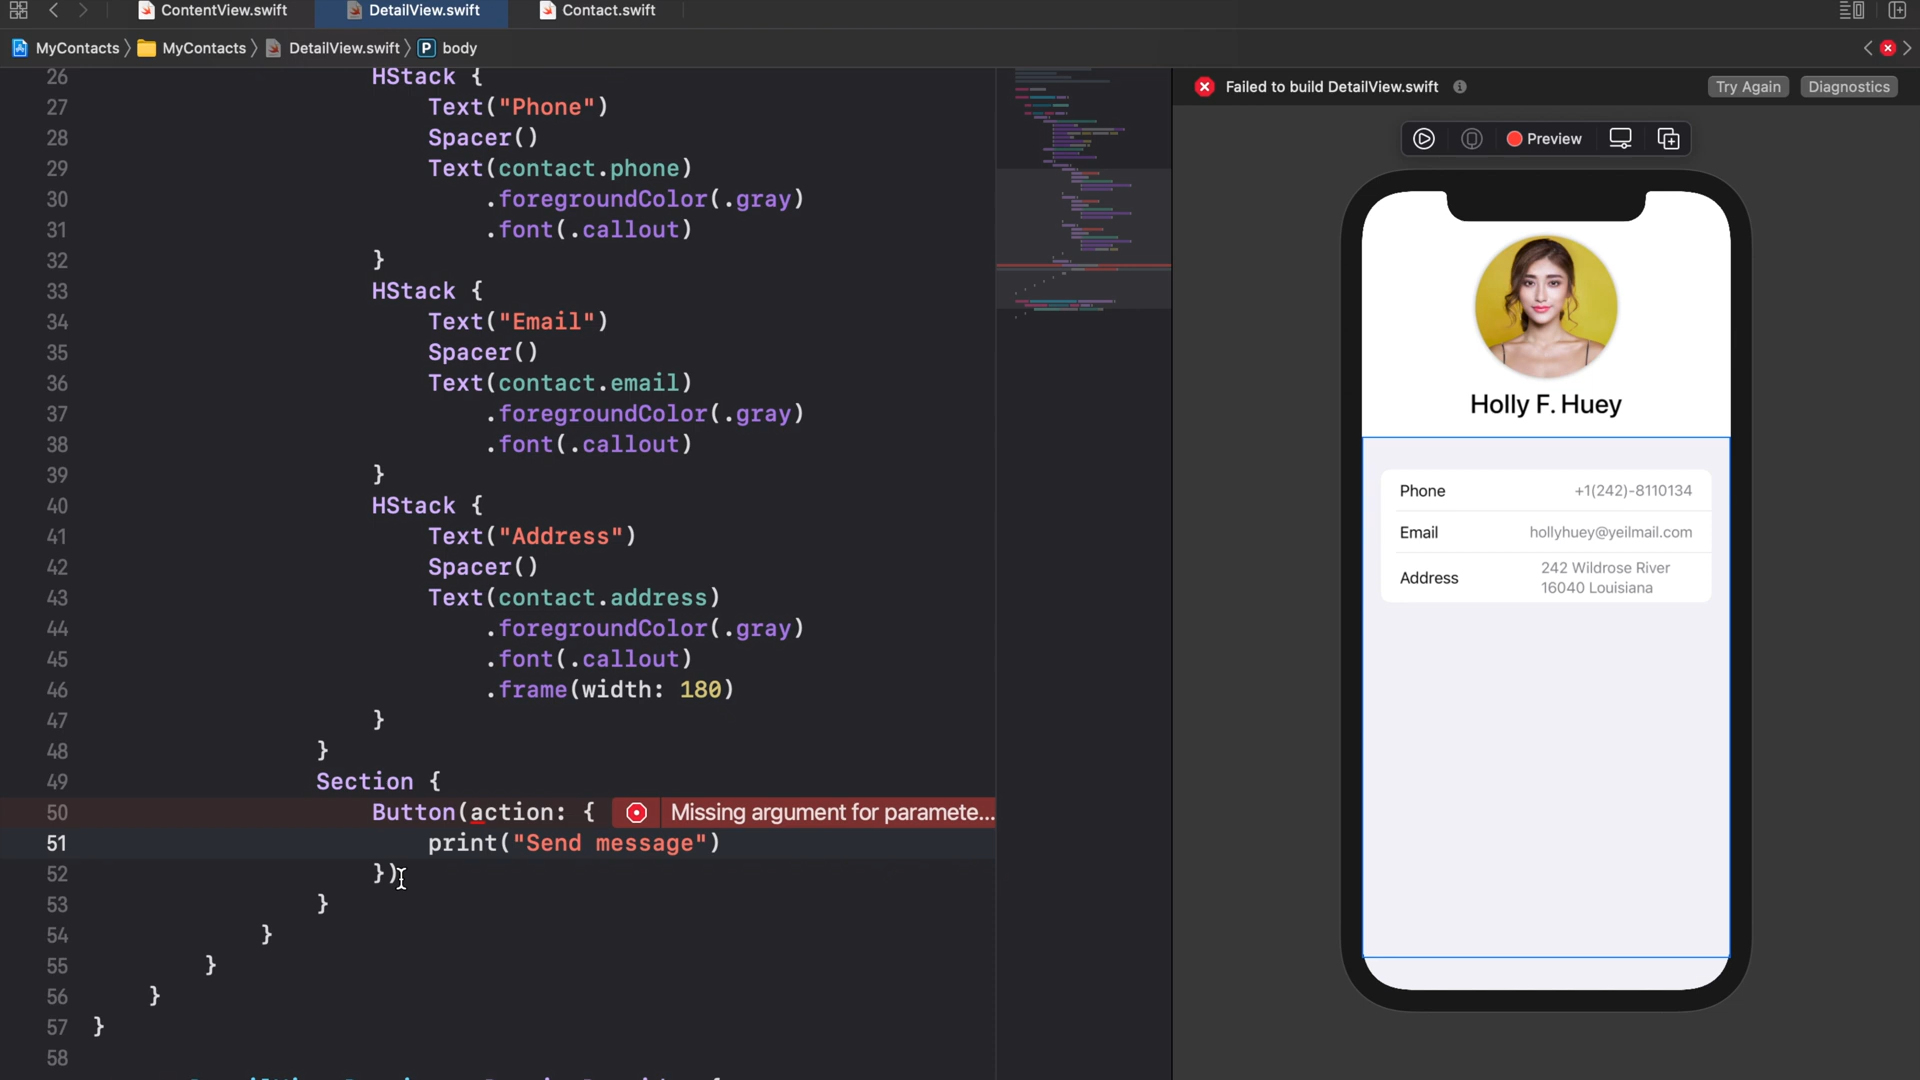 ContentView.swift DetailView.swift Contact.swift
MyContacts MyContacts DetailView.swift P body
26 HStack {
27 Text("Phone")
28 Spacer()
29 Text(contact.phone)
30 .foregroundColor(.gray)
31 .font(.callout)
32 }
33 HStack {
34 Text("Email")
35 Spacer()
36 Text(contact.email)
37 .foregroundColor(.gray)
38 .font(.callout)
39 }
40 HStack {
41 Text("Address")
42 Spacer()
43 Text(contact.address)
44 .foregroundColor(.gray)
45 .font(.callout)
46 .frame(width: 180)
47 }
48 }
49 Section {
50 Button(action: { Missing argument for paramete...
51 print("Send message")
52 })
53 }
54 }
55 }
56 }
57 }
58
Failed to build DetailView.swift Try Again Diagnostics
Preview
Holly F. Huey
Phone +1(242)-8110134
Email hollyhuey@yeilmail.com
Address 242 Wildrose River
16040 Louisiana